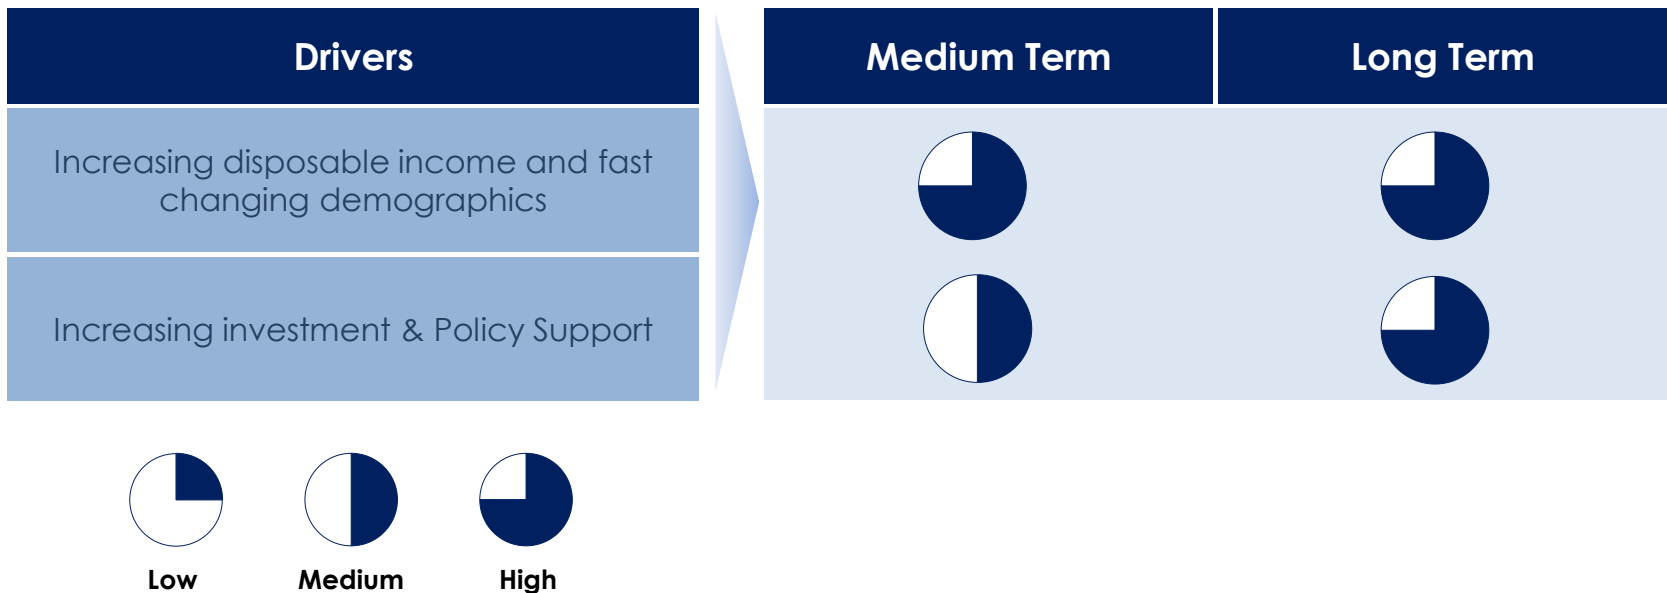 Drivers
Medium Term
Long Term
Increasing disposable income and fast
changing demographics
Increasing investment & Policy Support
Low
Medium
High